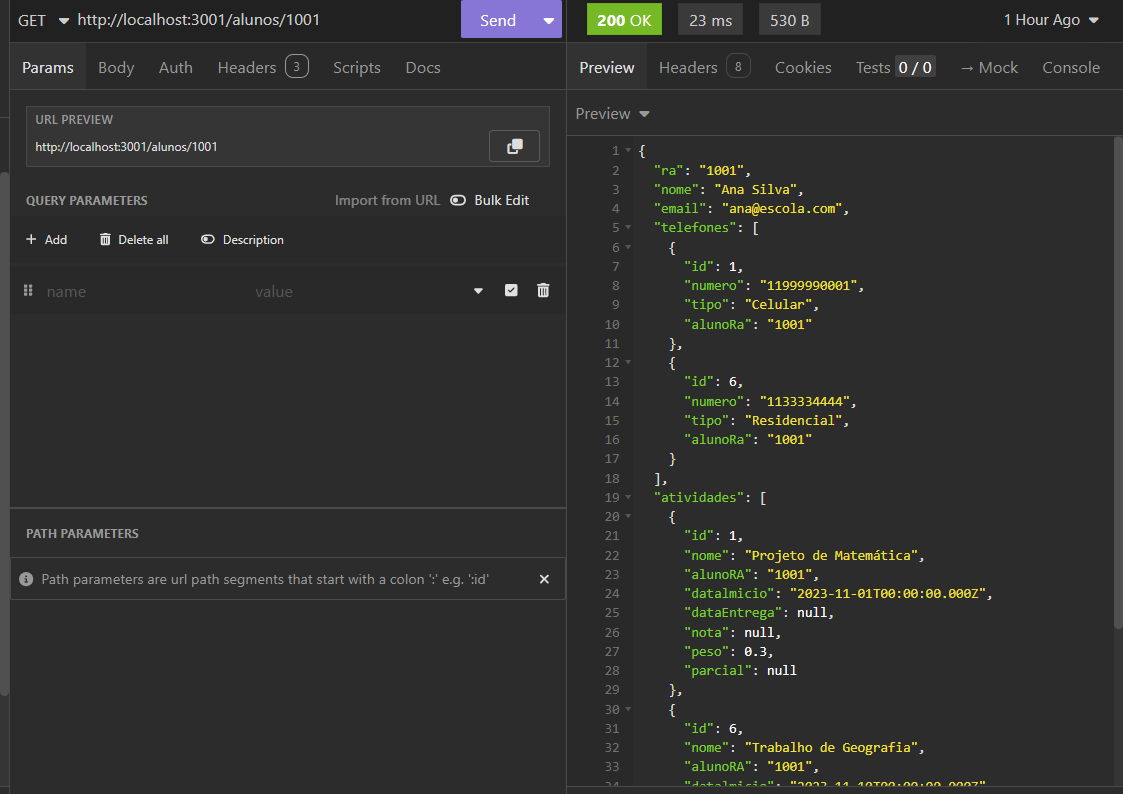 GET http://localhost:3001/alunos/1001 Send 200 OK 23 ms 530 B 1 Hour Ago
Params Body Auth Headers 3 Scripts Docs
Preview Headers 8 Cookies Tests 0 / 0 → Mock Console
URL PREVIEW
http://localhost:3001/alunos/1001
QUERY PARAMETERS Import from URL Bulk Edit
Add Delete all Description
name value
PATH PARAMETERS
Path parameters are url path segments that start with a colon ':' e.g. ':id'
Preview
1 {
2 "ra": "1001",
3 "nome": "Ana Silva",
4 "email": "ana@escola.com",
5 "telefones": [
6 {
7 "id": 1,
8 "numero": "11999990001",
9 "tipo": "Celular",
10 "alunoRa": "1001"
11 },
12 {
13 "id": 6,
14 "numero": "1133334444",
15 "tipo": "Residencial",
16 "alunoRa": "1001"
17 }
18 ],
19 "atividades": [
20 {
21 "id": 1,
22 "nome": "Projeto de Matemática",
23 "alunoRA": "1001",
24 "datalmicio": "2023-11-01T00:00:00.000Z",
25 "dataEntrega": null,
26 "nota": null,
27 "peso": 0.3,
28 "parcial": null
29 },
30 {
31 "id": 6,
32 "nome": "Trabalho de Geografia",
33 "alunoRA": "1001",
34 "datalmicio": "2023-11-10T00:00:00.000Z"